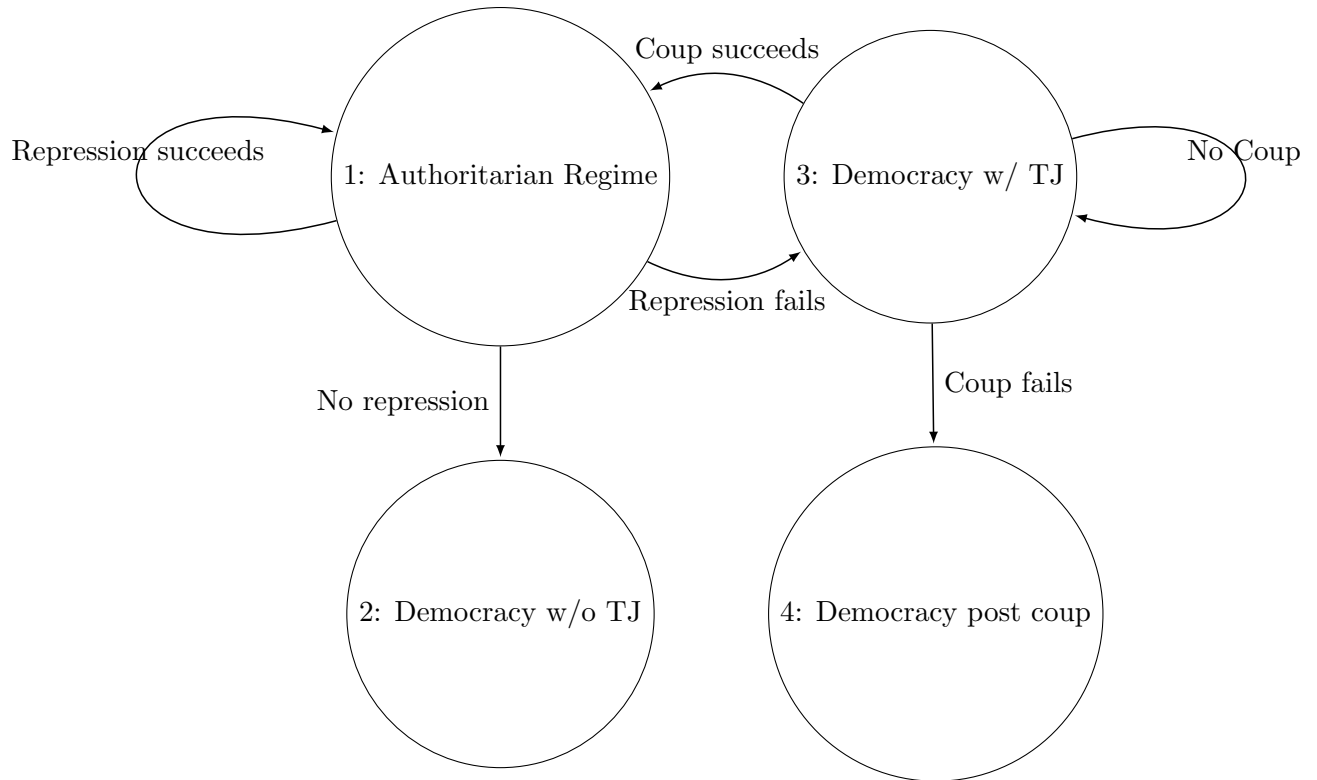 Coup succeeds
Repression succeeds
No Coup
1: Authoritarian Regime
3: Democracy w/ TJ
Repression fails
No repression
Coup fails
2: Democracy w/o TJ
4: Democracy post coup